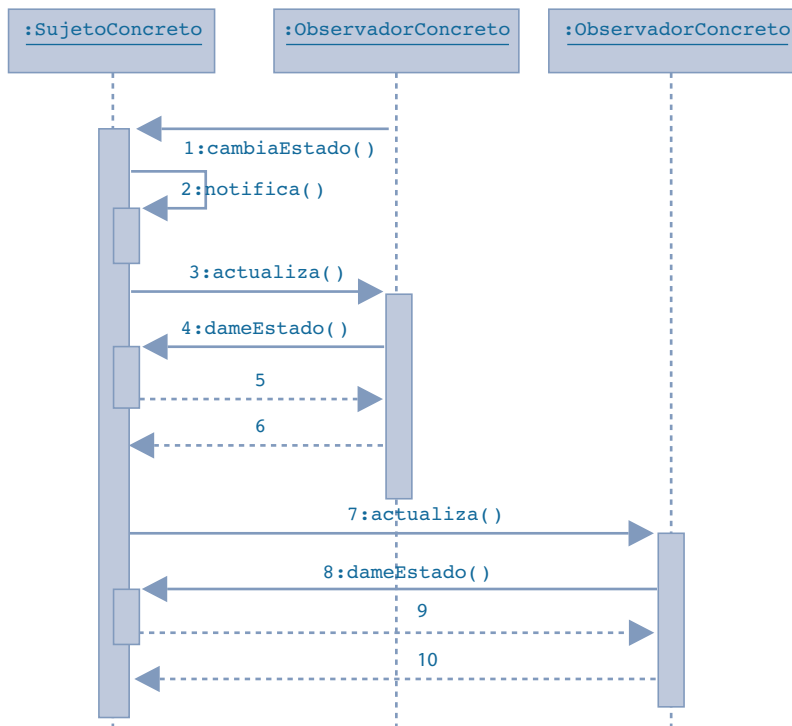 :SujetoConcreto
:ObservadorConcreto
:ObservadorConcreto
1:cambiaEstado()
2:notifica()
3:actualiza()
4:dameEstado()
5
6
7:actualiza()
8:dameEstado()
9
10